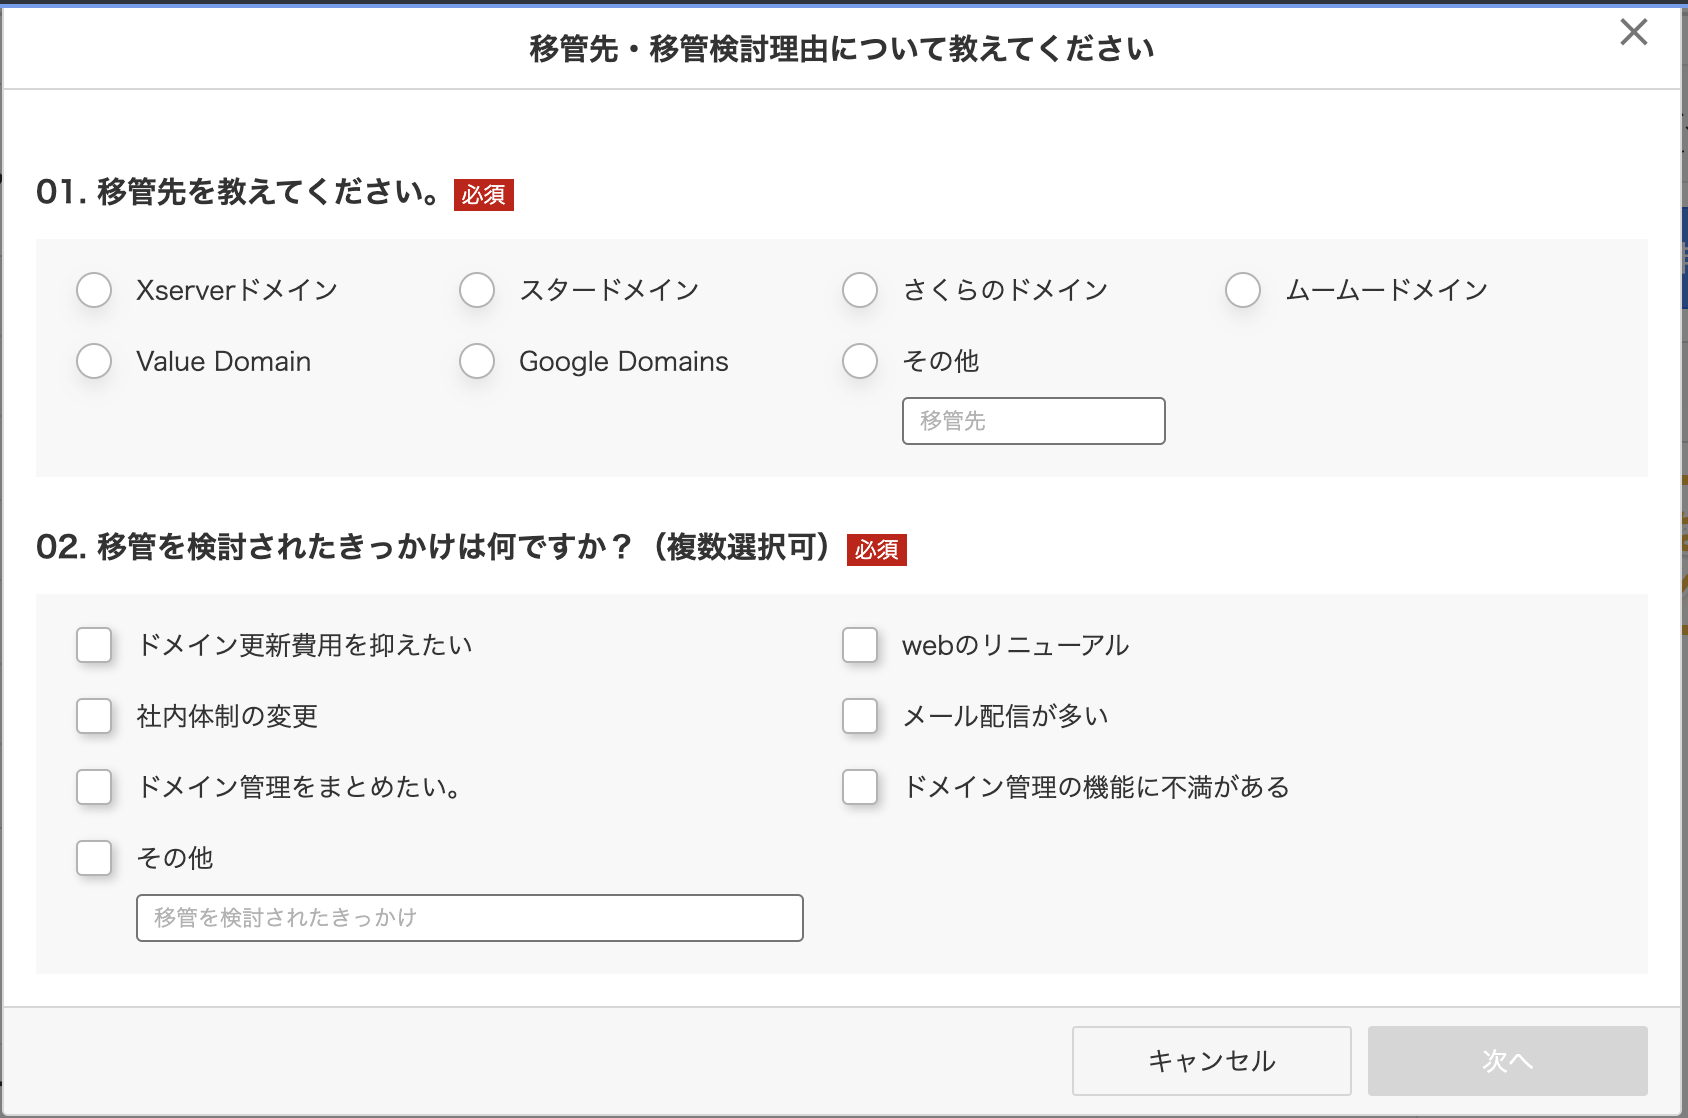 移管先・移管検討理由について教えてください
01. 移管先を教えてください。 必須
Xserverドメイン スタードメイン さくらのドメイン ムームードメイン
Value Domain Google Domains その他
移管先
02. 移管を検討されたきっかけは何ですか？（複数選択可） 必須
ドメイン更新費用を抑えたい webのリニューアル
社内体制の変更 メール配信が多い
ドメイン管理をまとめたい。 ドメイン管理の機能に不満がある
その他
移管を検討されたきっかけ
キャンセル 次へ